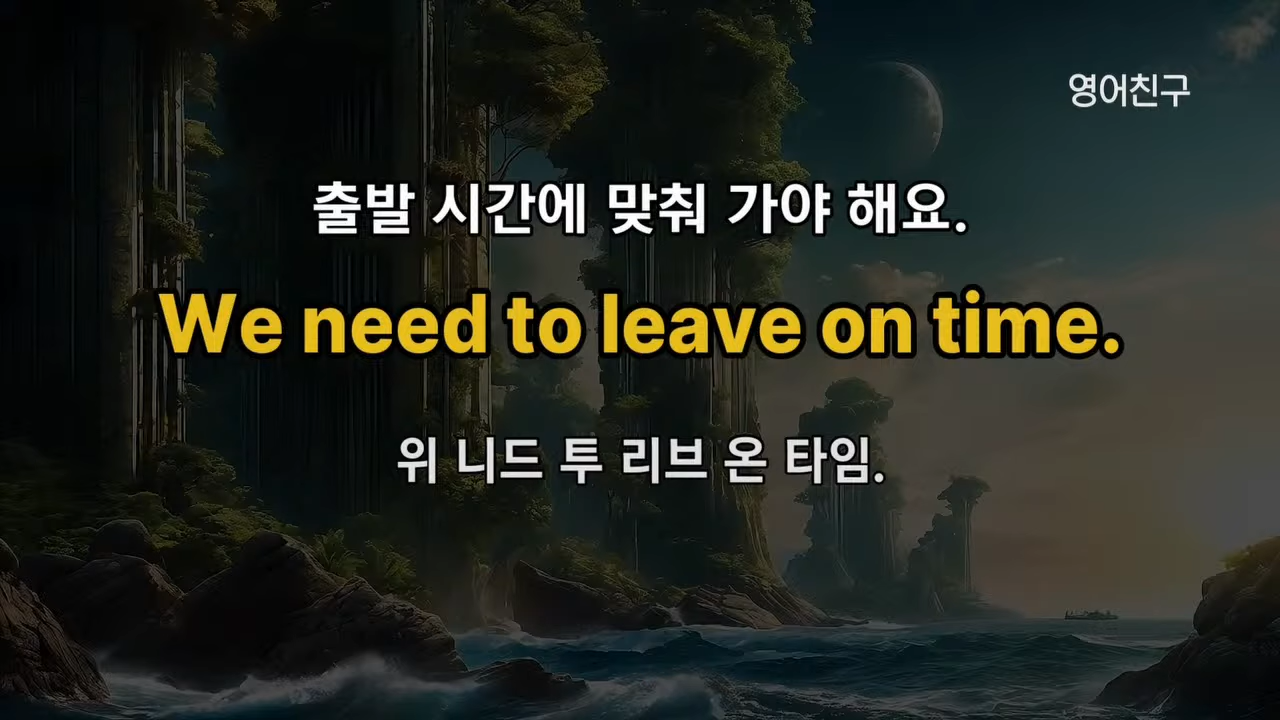 영어친구
출발 시간에 맞춰 가야 해요.
We need to leave on time.
위 니드 투 리브 온 타임.